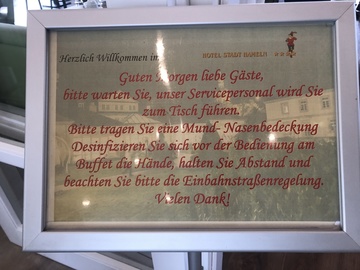 Herzlich Willkommen im
HOTEL STADT HAMELN
Guten Morgen liebe Gäste,
bitte warten Sie, unser Servicepersonal wird Sie
zum Tisch führen.
Bitte tragen Sie eine Mund- Nasenbedeckung
Desinfizieren Sie sich vor der Bedienung am
Buffet die Hände, halten Sie Abstand und
beachten Sie bitte die Einbahnstraßenregelung.
Vielen Dank!